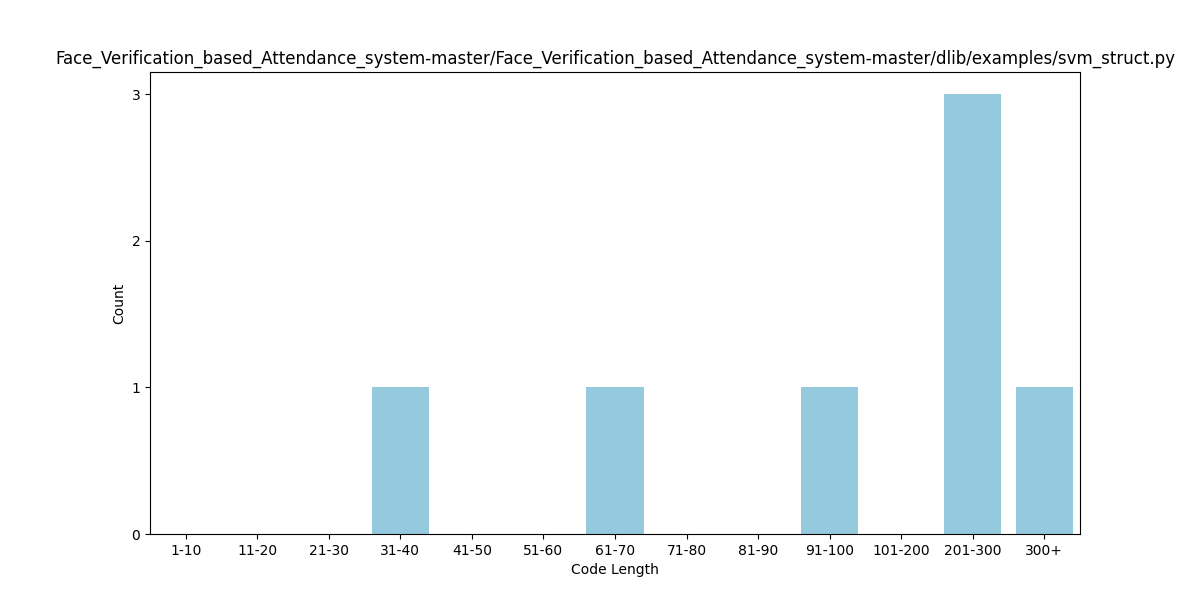 Face_Verification_based_Attendance_system-master/Face_Verification_based_Attendance_system-master/dlib/examples/svm_struct.py
3
2
1
0
Count
1-10 11-20 21-30 31-40 41-50 51-60 61-70 71-80 81-90 91-100 101-200 201-300 300+
Code Length